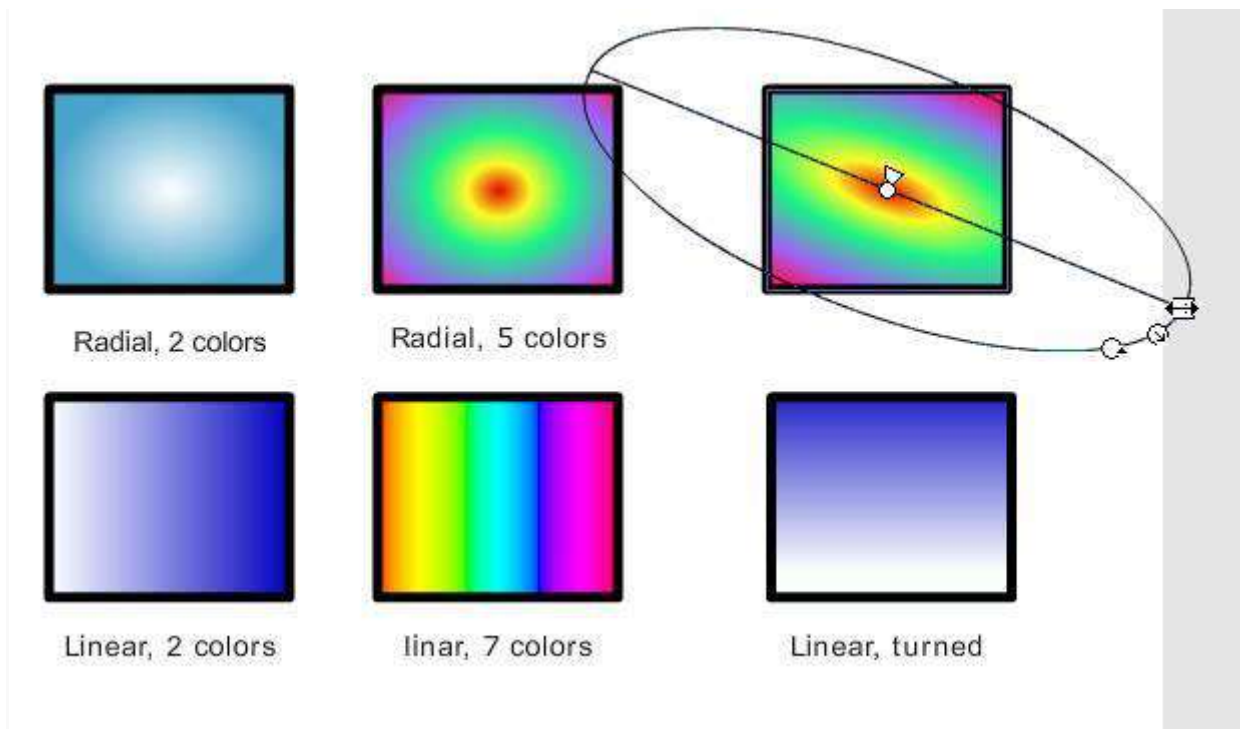 Radial, 2 colors
Radial, 5 colors
Linear, 2 colors
linar, 7 colors
Linear, turned